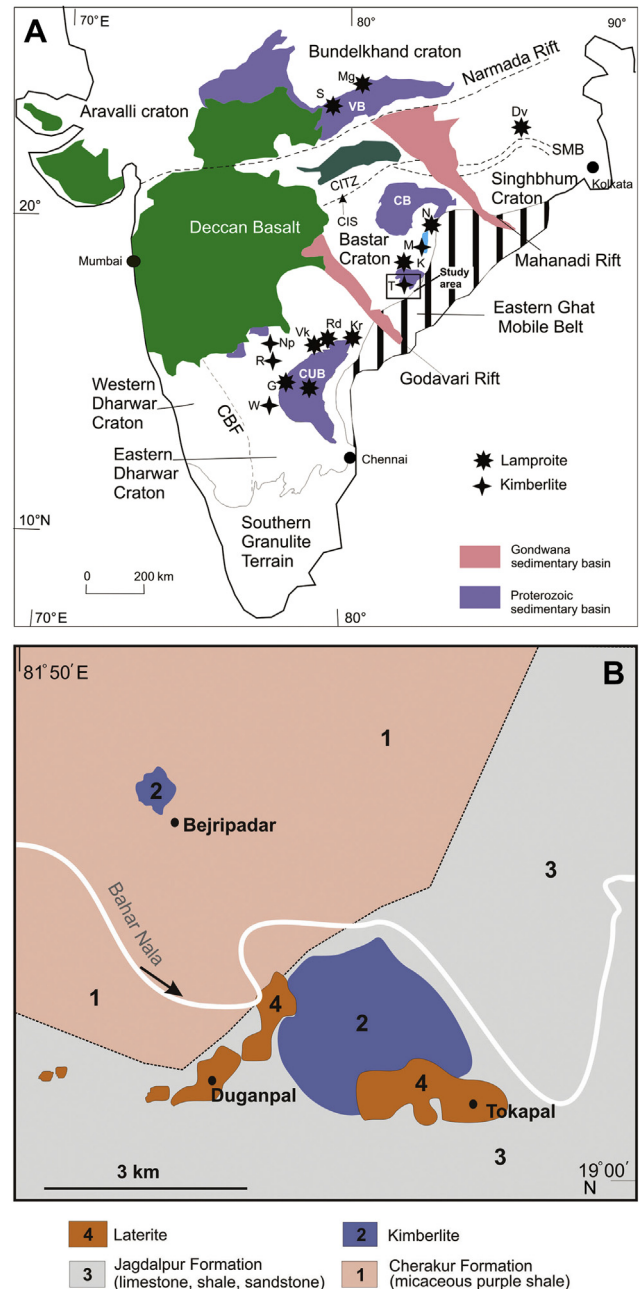 70°E
80°
90°
A
Bundelkhand craton
Narmada Rift
Mg
S
VB
Aravalli craton
Dv
SMB
Kolkata
CITZ
Singhbhum
Craton
20°
CIS
CB
N
Deccan Basalt
Bastar
Craton
M
K
Mahanadi Rift
Mumbai
T
Study
area
Eastern Ghat
Mobile Belt
Np
Vk
Rd
Kr
R
Godavari Rift
CUB
G
W
Western
Dharwar
Craton
CBF
Eastern
Dharwar
Craton
Chennai
Lamproite
Kimberlite
10°N
Southern
Granulite
Terrain
0
200 km
Gondwana
sedimentary basin
Proterozoic
sedimentary basin
70°E
80°
81°50′E
B
1
2
Bejripadar
3
Bahar Nala
1
4
2
4
Duganpal
Tokapal
3
3 km
19°00′
N
4 Laterite
2 Kimberlite
3 Jagdalpur Formation
(limestone, shale, sandstone)
1 Cherakur Formation
(micaceous purple shale)